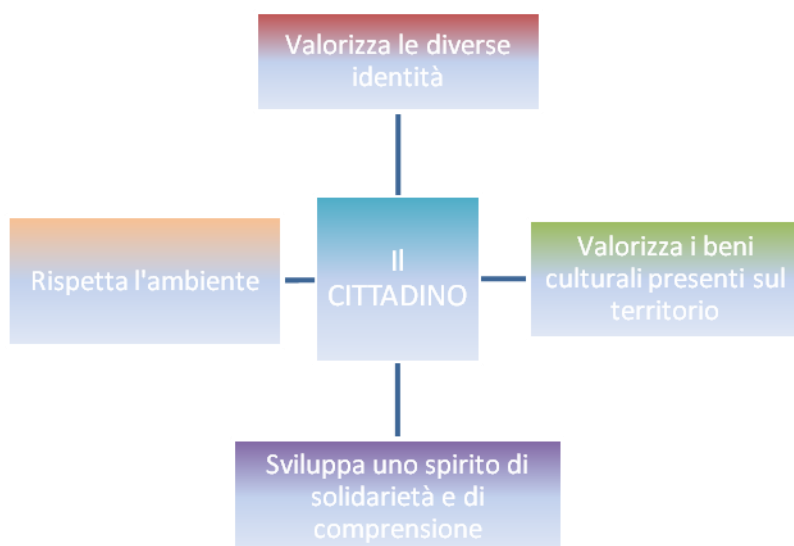 Valorizza le diverse
identità
Rispetta l'ambiente
Il
CITTADINO
Valorizza i beni
culturali presenti sul
territorio
Sviluppa uno spirito di
solidarietà e di
comprensione